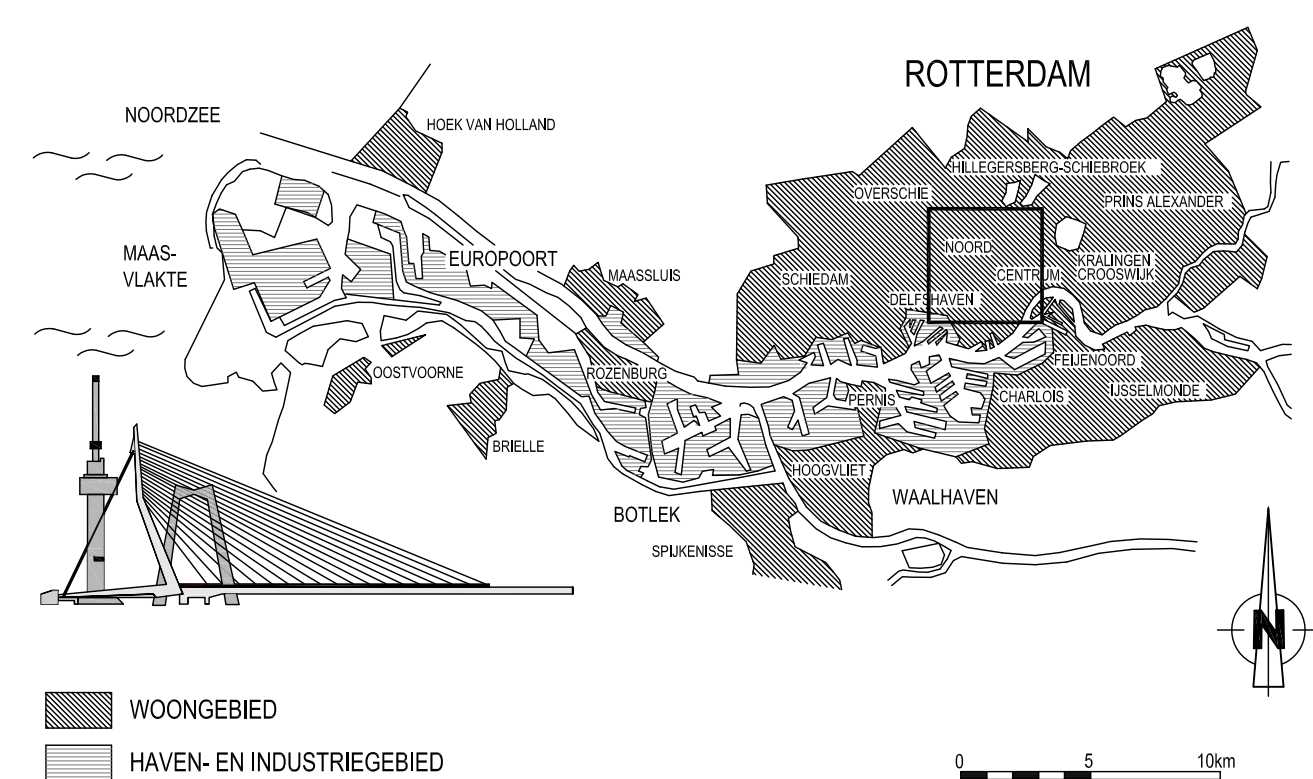 ROTTERDAM
NOORDZEE
HOEK VAN HOLLAND
HILLEGERSBERG-SCHIEBROEK
OVERSCHIE
PRINS ALEXANDER
MAAS-
VLAKTE
EUROPOORT
NOORD
MAASSLUIS
SCHIEDAM
CENTRUM
KRALINGEN
CROOSWIJK
DELFSHAVEN
FEIJENOORD
OOSTVOORNE
ROZENBURG
PERNIS
CHARLOIS
IJSSELMONDE
BRIELLE
HOOGVLIET
WAALHAVEN
BOTLEK
SPIJKENISSE
N
WOONGEBIED
HAVEN- EN INDUSTRIEGEBIED
0 5 10km